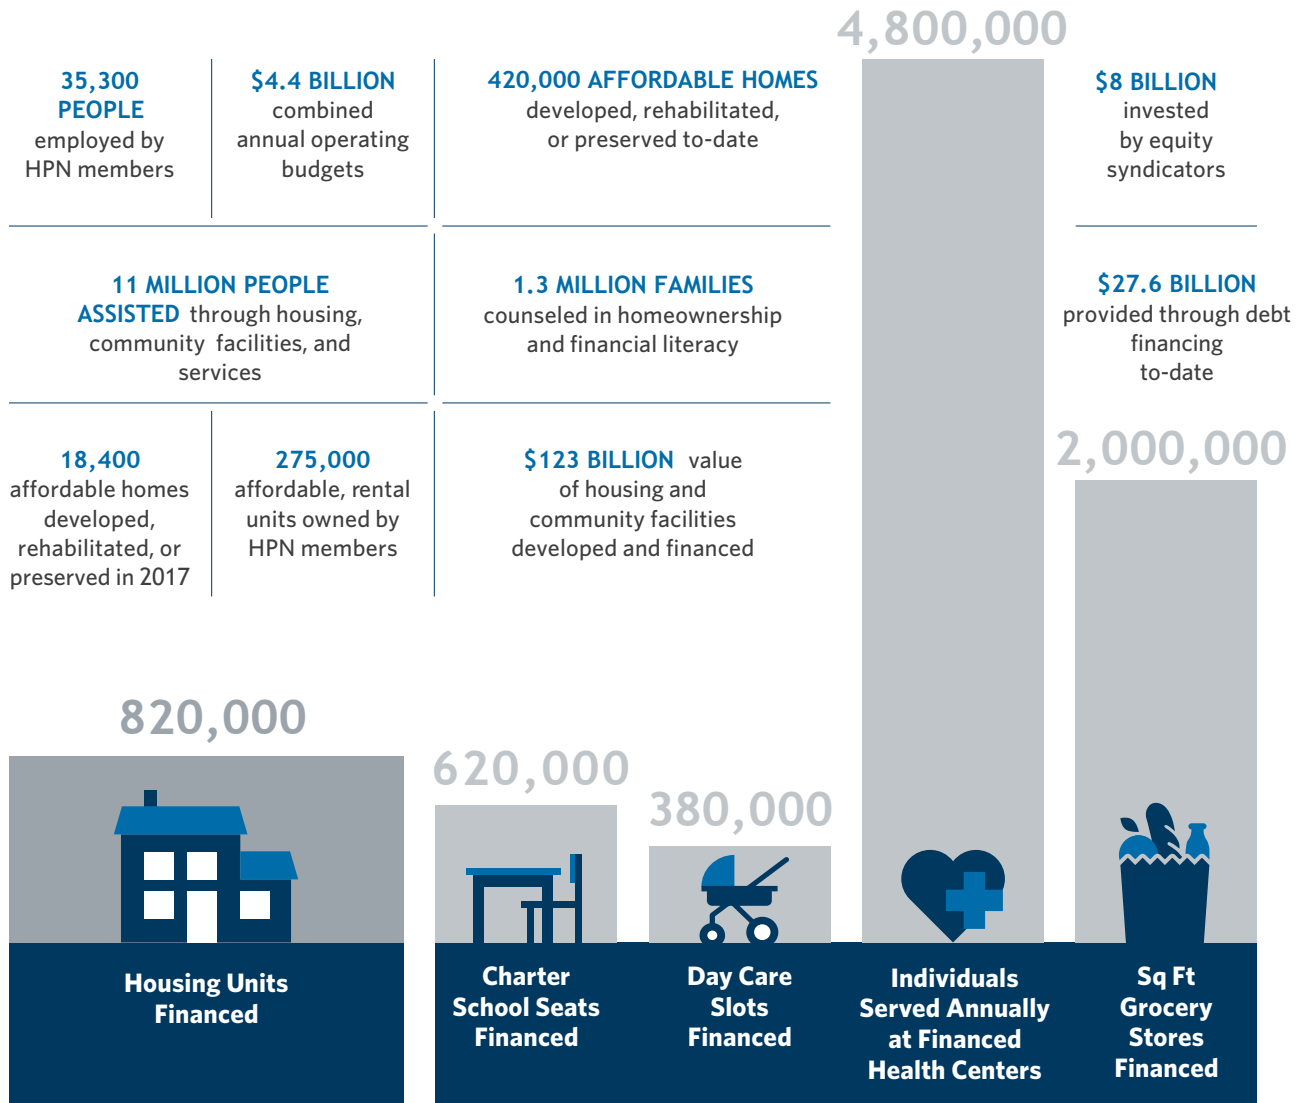 35,300
PEOPLE
employed by
HPN members
$4.4 BILLION
combined
annual operating
budgets
420,000 AFFORDABLE HOMES
developed, rehabilitated,
or preserved to-date
4,800,000
$8 BILLION
invested
by equity
syndicators
11 MILLION PEOPLE
ASSISTED through housing,
community facilities, and
services
1.3 MILLION FAMILIES
counseled in homeownership
and financial literacy
$27.6 BILLION
provided through debt
financing
to-date
18,400
affordable homes
developed,
rehabilitated, or
preserved in 2017
275,000
affordable, rental
units owned by
HPN members
$123 BILLION value
of housing and
community facilities
developed and financed
2,000,000
820,000
620,000
380,000
Housing Units
Financed
Charter
School Seats
Financed
Day Care
Slots
Financed
Individuals
Served Annually
at Financed
Health Centers
Sq Ft
Grocery
Stores
Financed